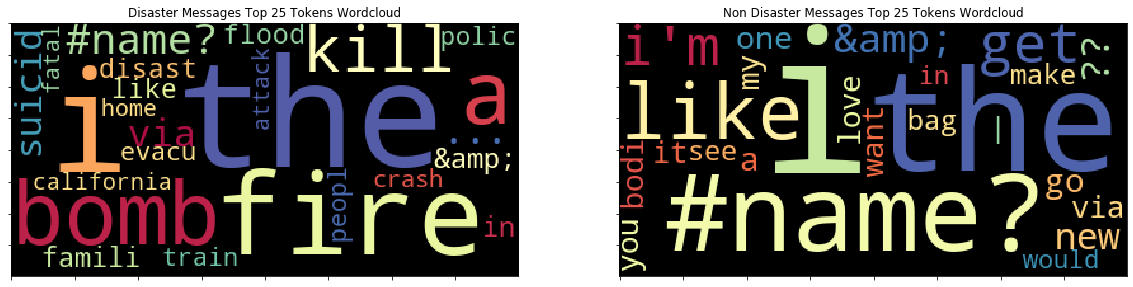 Disaster Messages Top 25 Tokens Wordcloud
suicid
fatal
#name?
flood
kill
polic
disast
like
home
i
the
attack
a
via
evacu
...
&amp;
california
bomb
fire
peopl
crash
in
famili
train
Non Disaster Messages Top 25 Tokens Wordcloud
i'm
one
&amp;
get
??
my
in
make
like
i
love
the
want
bag
|
bodi
it
see
a
#name?
go
via
you
new
would